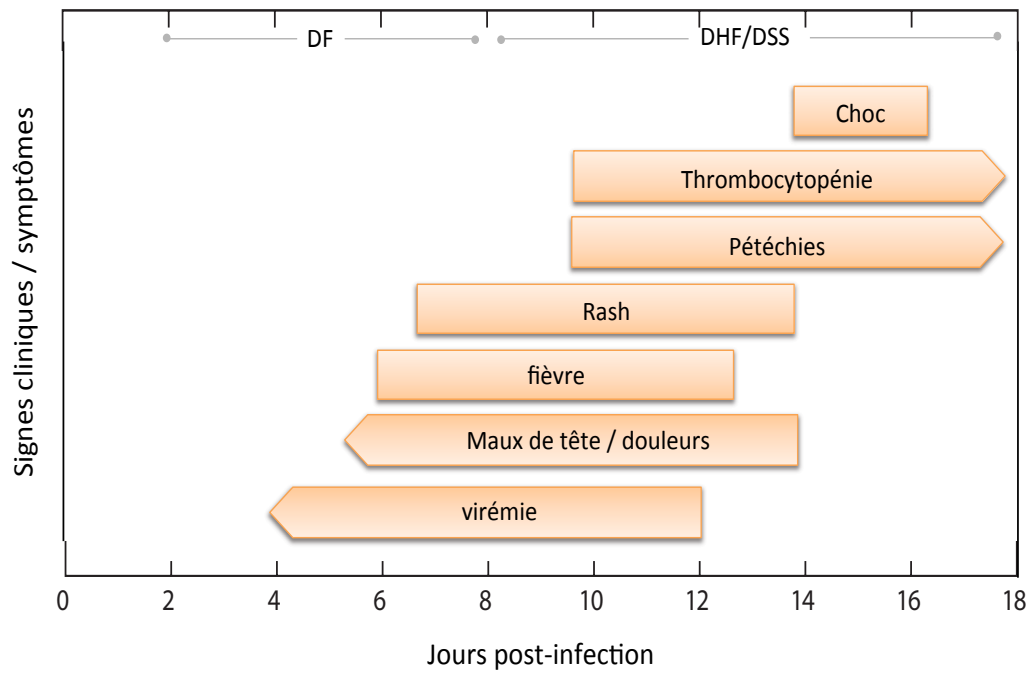 DF
DHF/DSS
Choc
Thrombocytopénie
Pétéchies
Rash
fièvre
Maux de tête / douleurs
virémie
Signes cliniques / symptômes
0 2 4 6 8 10 12 14 16 18
Jours post-infection